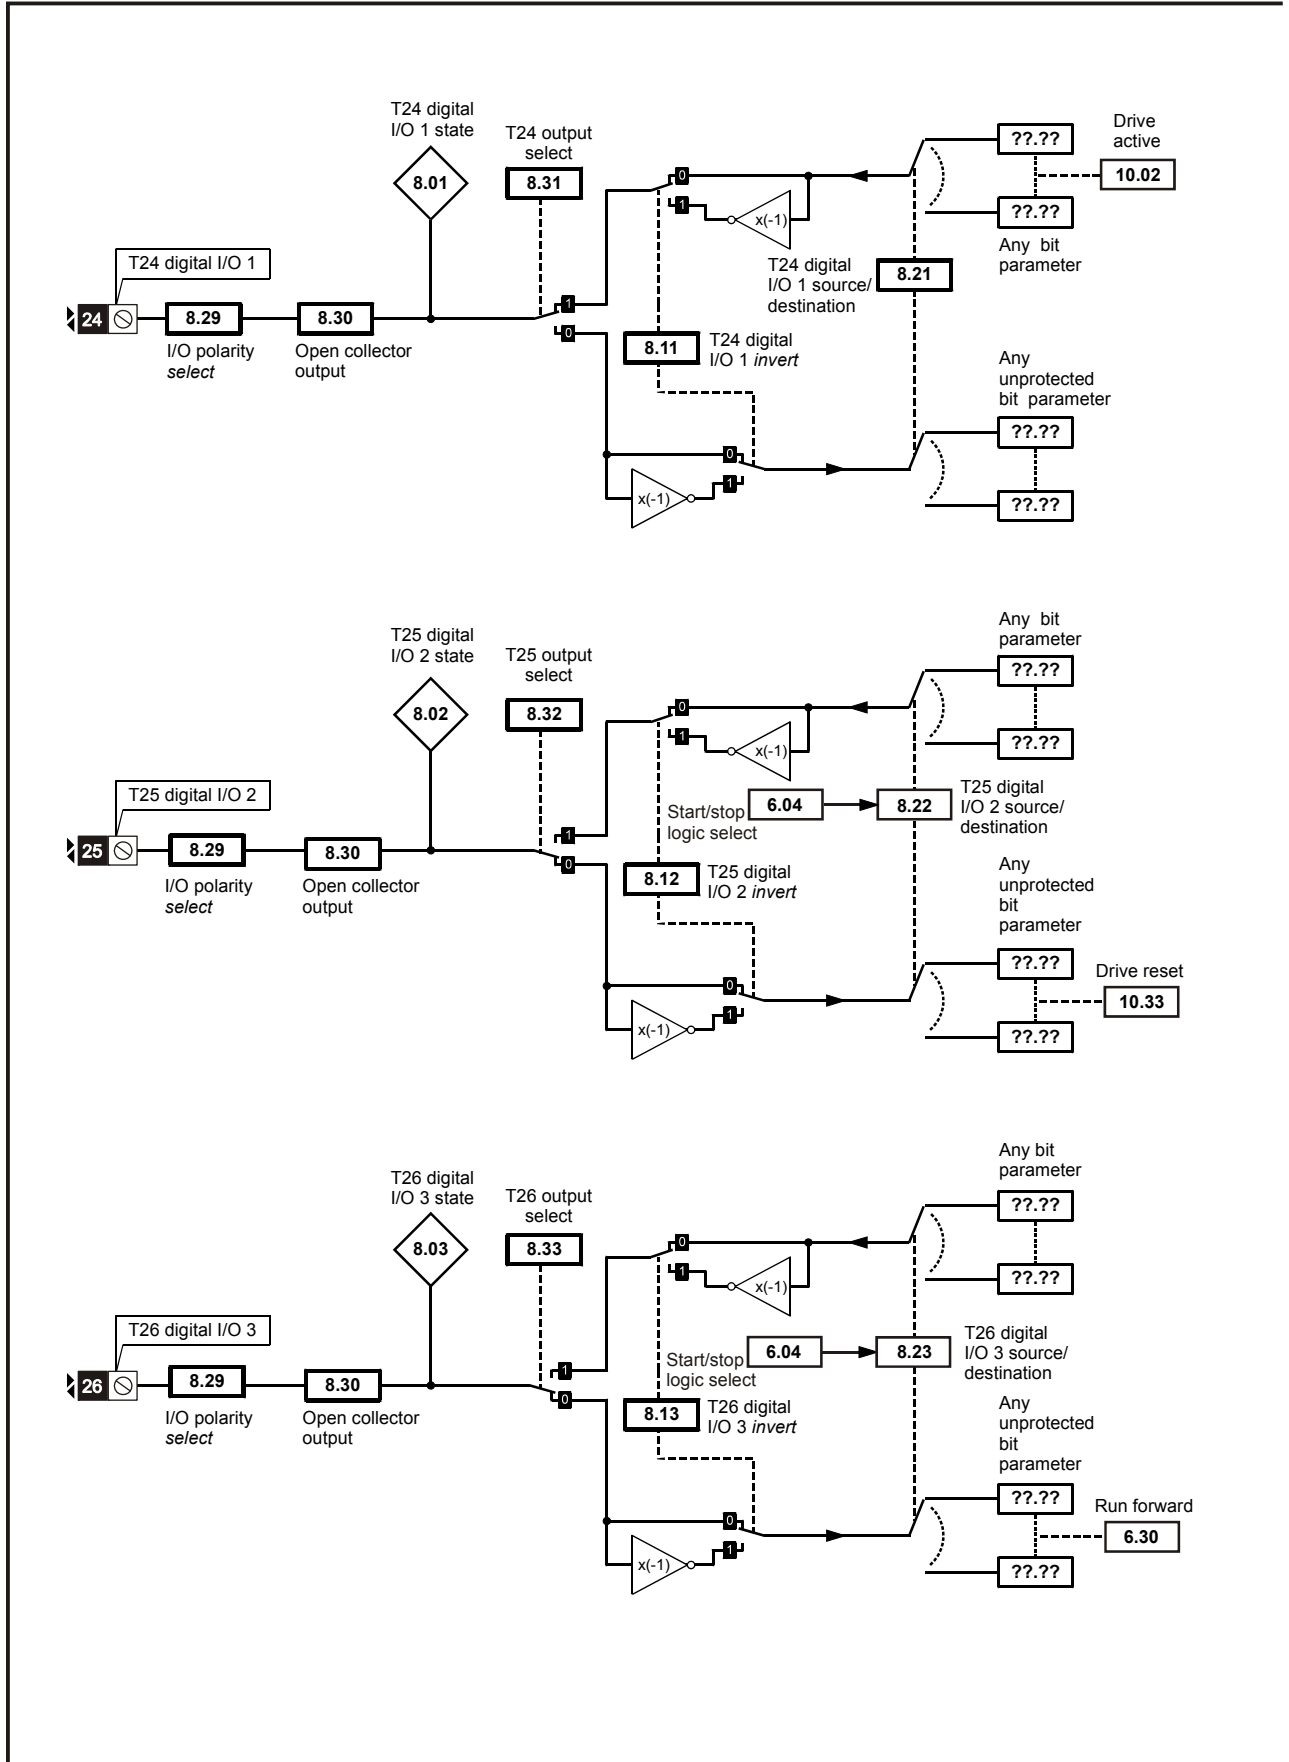 T24 digital
I/O 1 state
8.01
T24 output
select
8.31
0
1
x(-1)
??.??
??.??
Drive
active
10.02
Any bit
parameter
T24 digital I/O 1
24
8.29
I/O polarity
select
8.30
Open collector
output
1
0
T24 digital
I/O 1 source/
destination
8.21
8.11
T24 digital
I/O 1 invert
Any
unprotected
bit parameter
??.??
??.??
0
1
x(-1)
T25 digital
I/O 2 state
8.02
T25 output
select
8.32
0
1
x(-1)
Any bit
parameter
??.??
??.??
T25 digital I/O 2
25
8.29
I/O polarity
select
8.30
Open collector
output
1
0
Start/stop
logic select
6.04
8.22
T25 digital
I/O 2 source/
destination
8.12
T25 digital
I/O 2 invert
Any
unprotected
bit
parameter
??.??
??.??
Drive reset
10.33
0
1
x(-1)
T26 digital
I/O 3 state
8.03
T26 output
select
8.33
0
1
x(-1)
Any bit
parameter
??.??
??.??
T26 digital I/O 3
26
8.29
I/O polarity
select
8.30
Open collector
output
1
0
Start/stop
logic select
6.04
8.23
T26 digital
I/O 3 source/
destination
8.13
T26 digital
I/O 3 invert
Any
unprotected
bit
parameter
??.??
??.??
Run forward
6.30
0
1
x(-1)